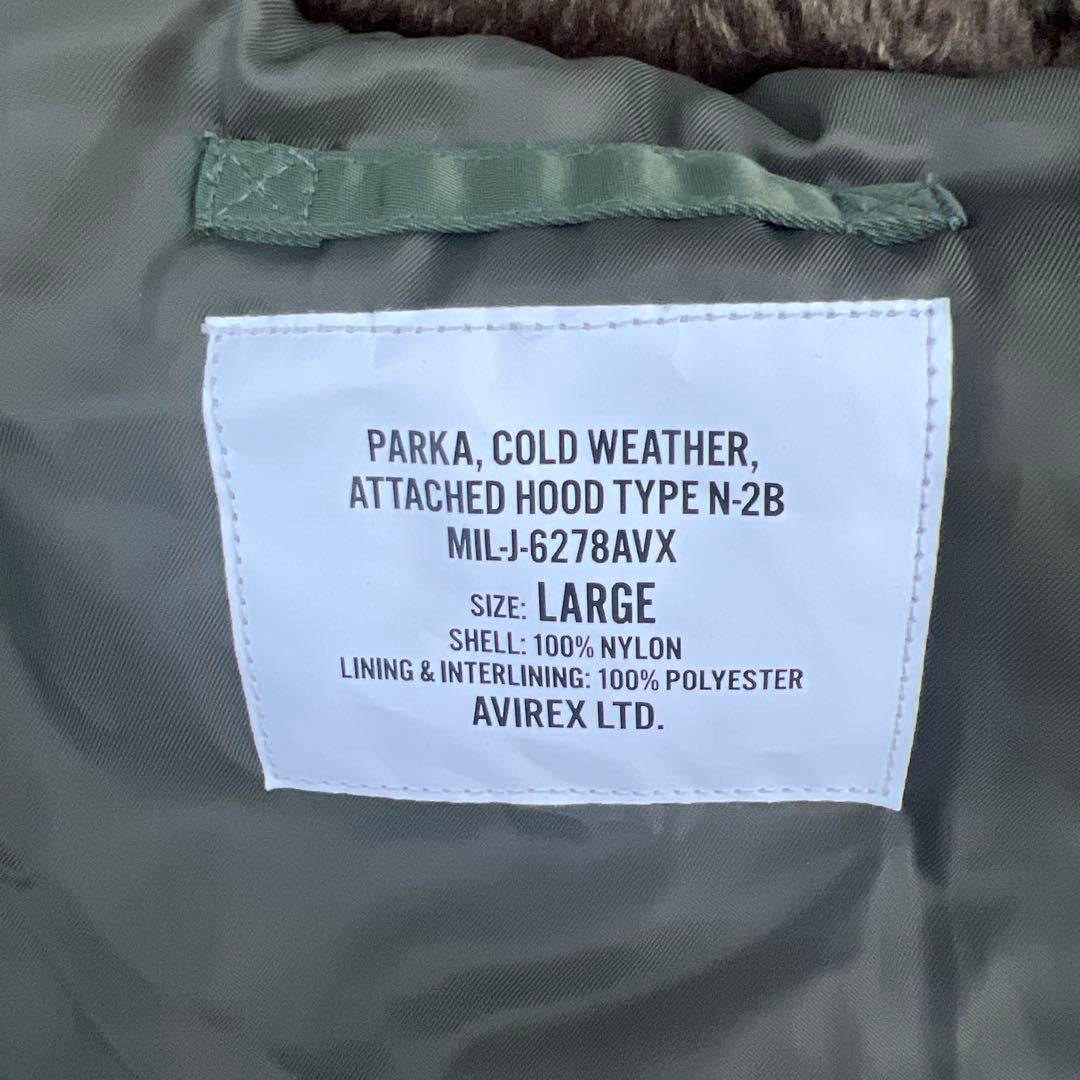 PARKA, COLD WEATHER,
ATTACHED HOOD TYPE N-2B
MIL-J-6278AVX
SIZE: LARGE
SHELL: 100% NYLON
LINING & INTERLINING: 100% POLYESTER
AVIREX LTD.